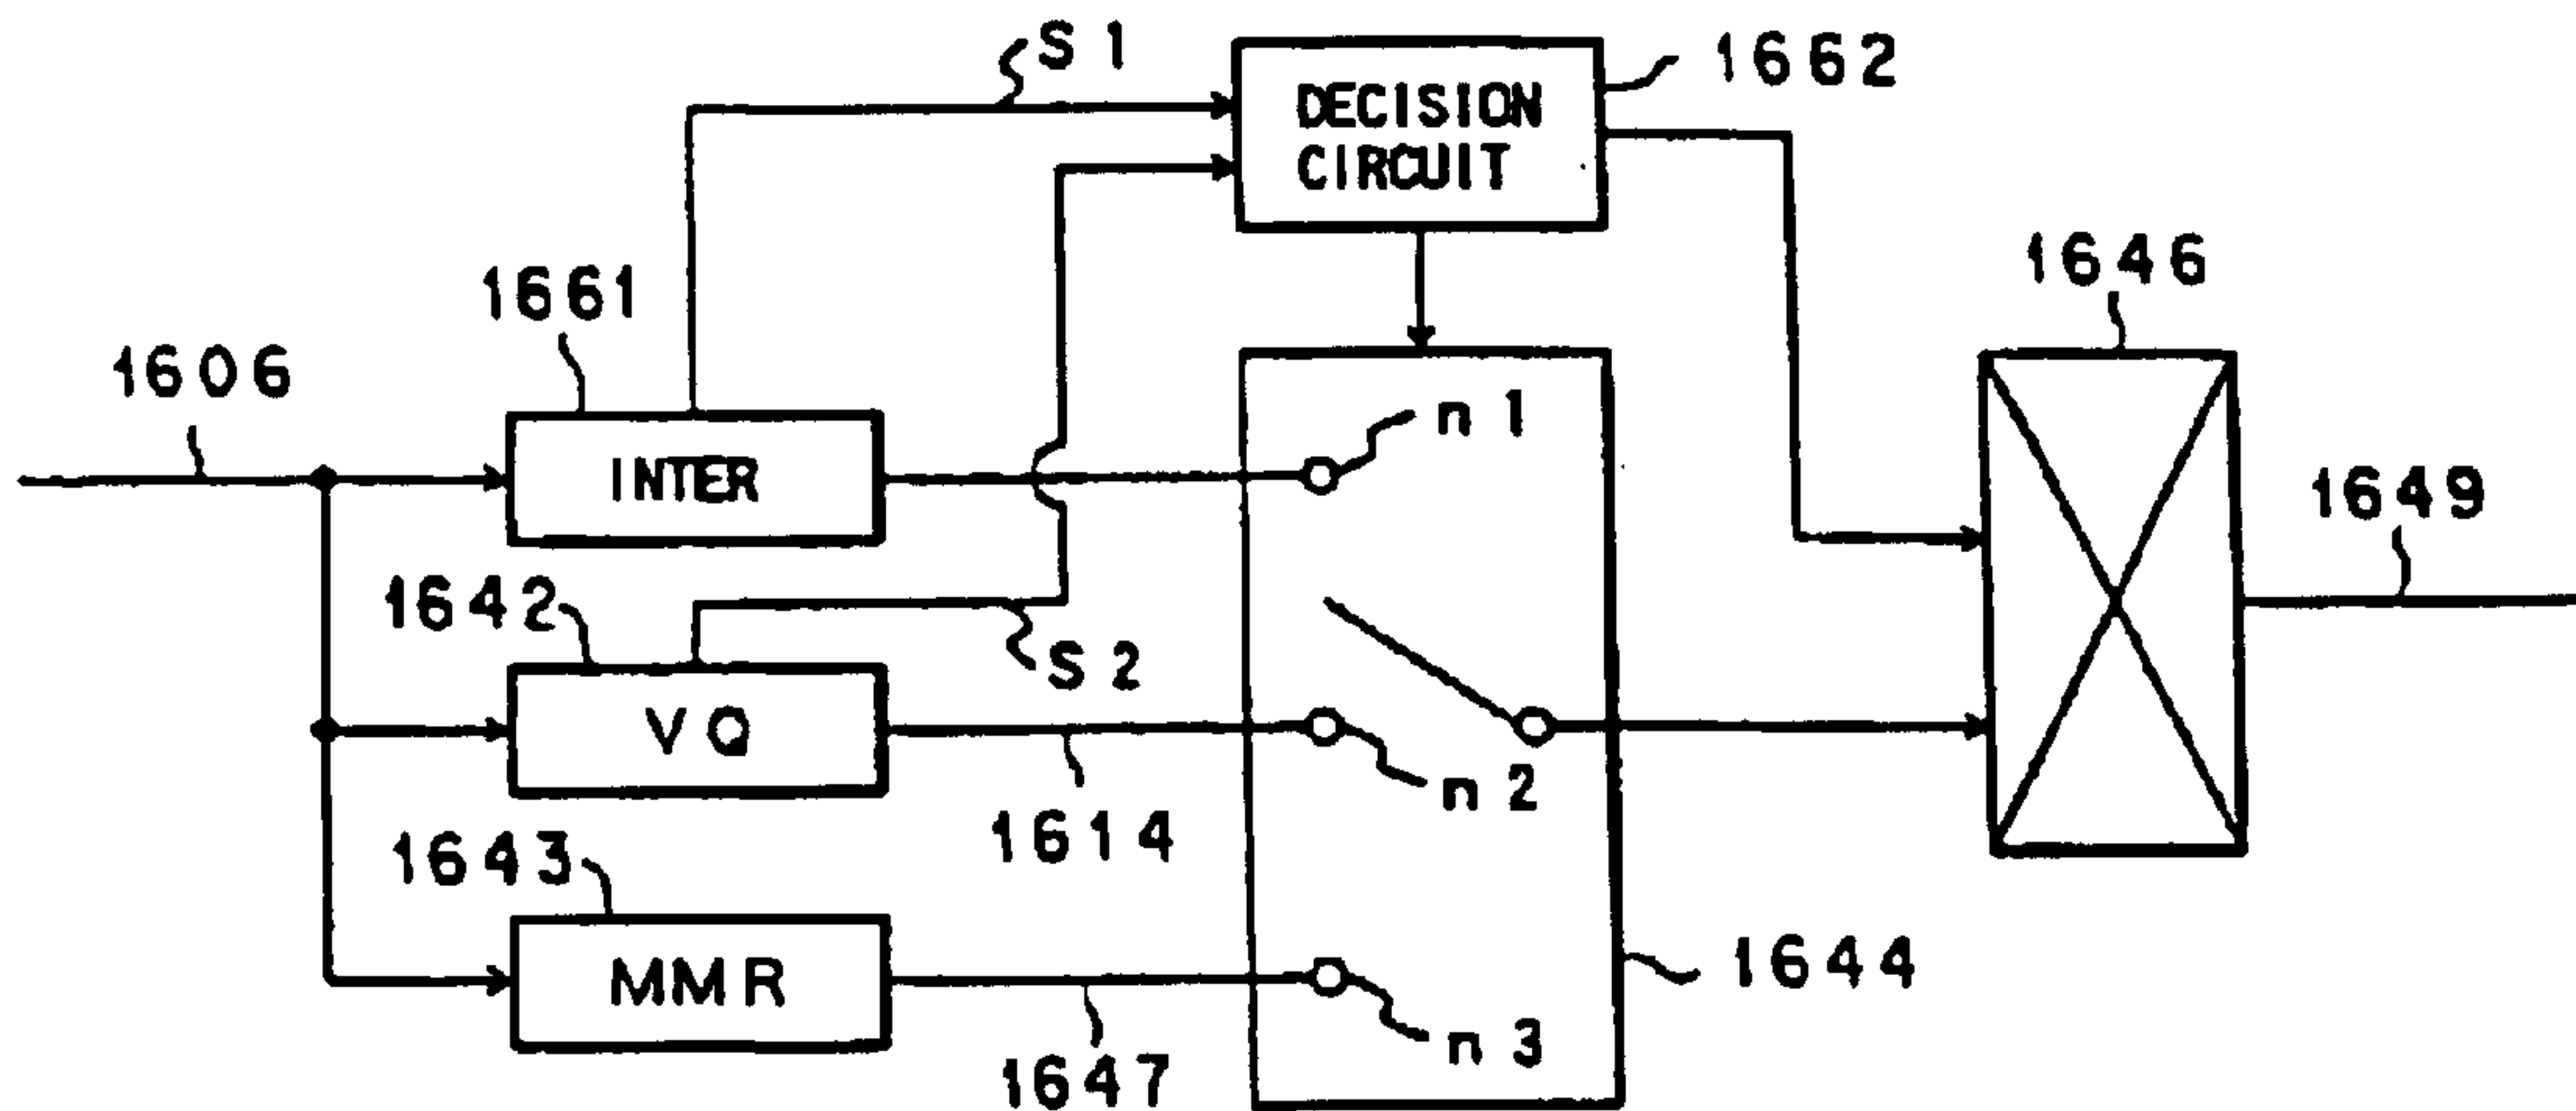 S1
DECISION
CIRCUIT
1662
1646
1661
1606
INTER
n1
1649
1642
S2
VQ
n2
1614
1643
MMR
1644
n3
1647